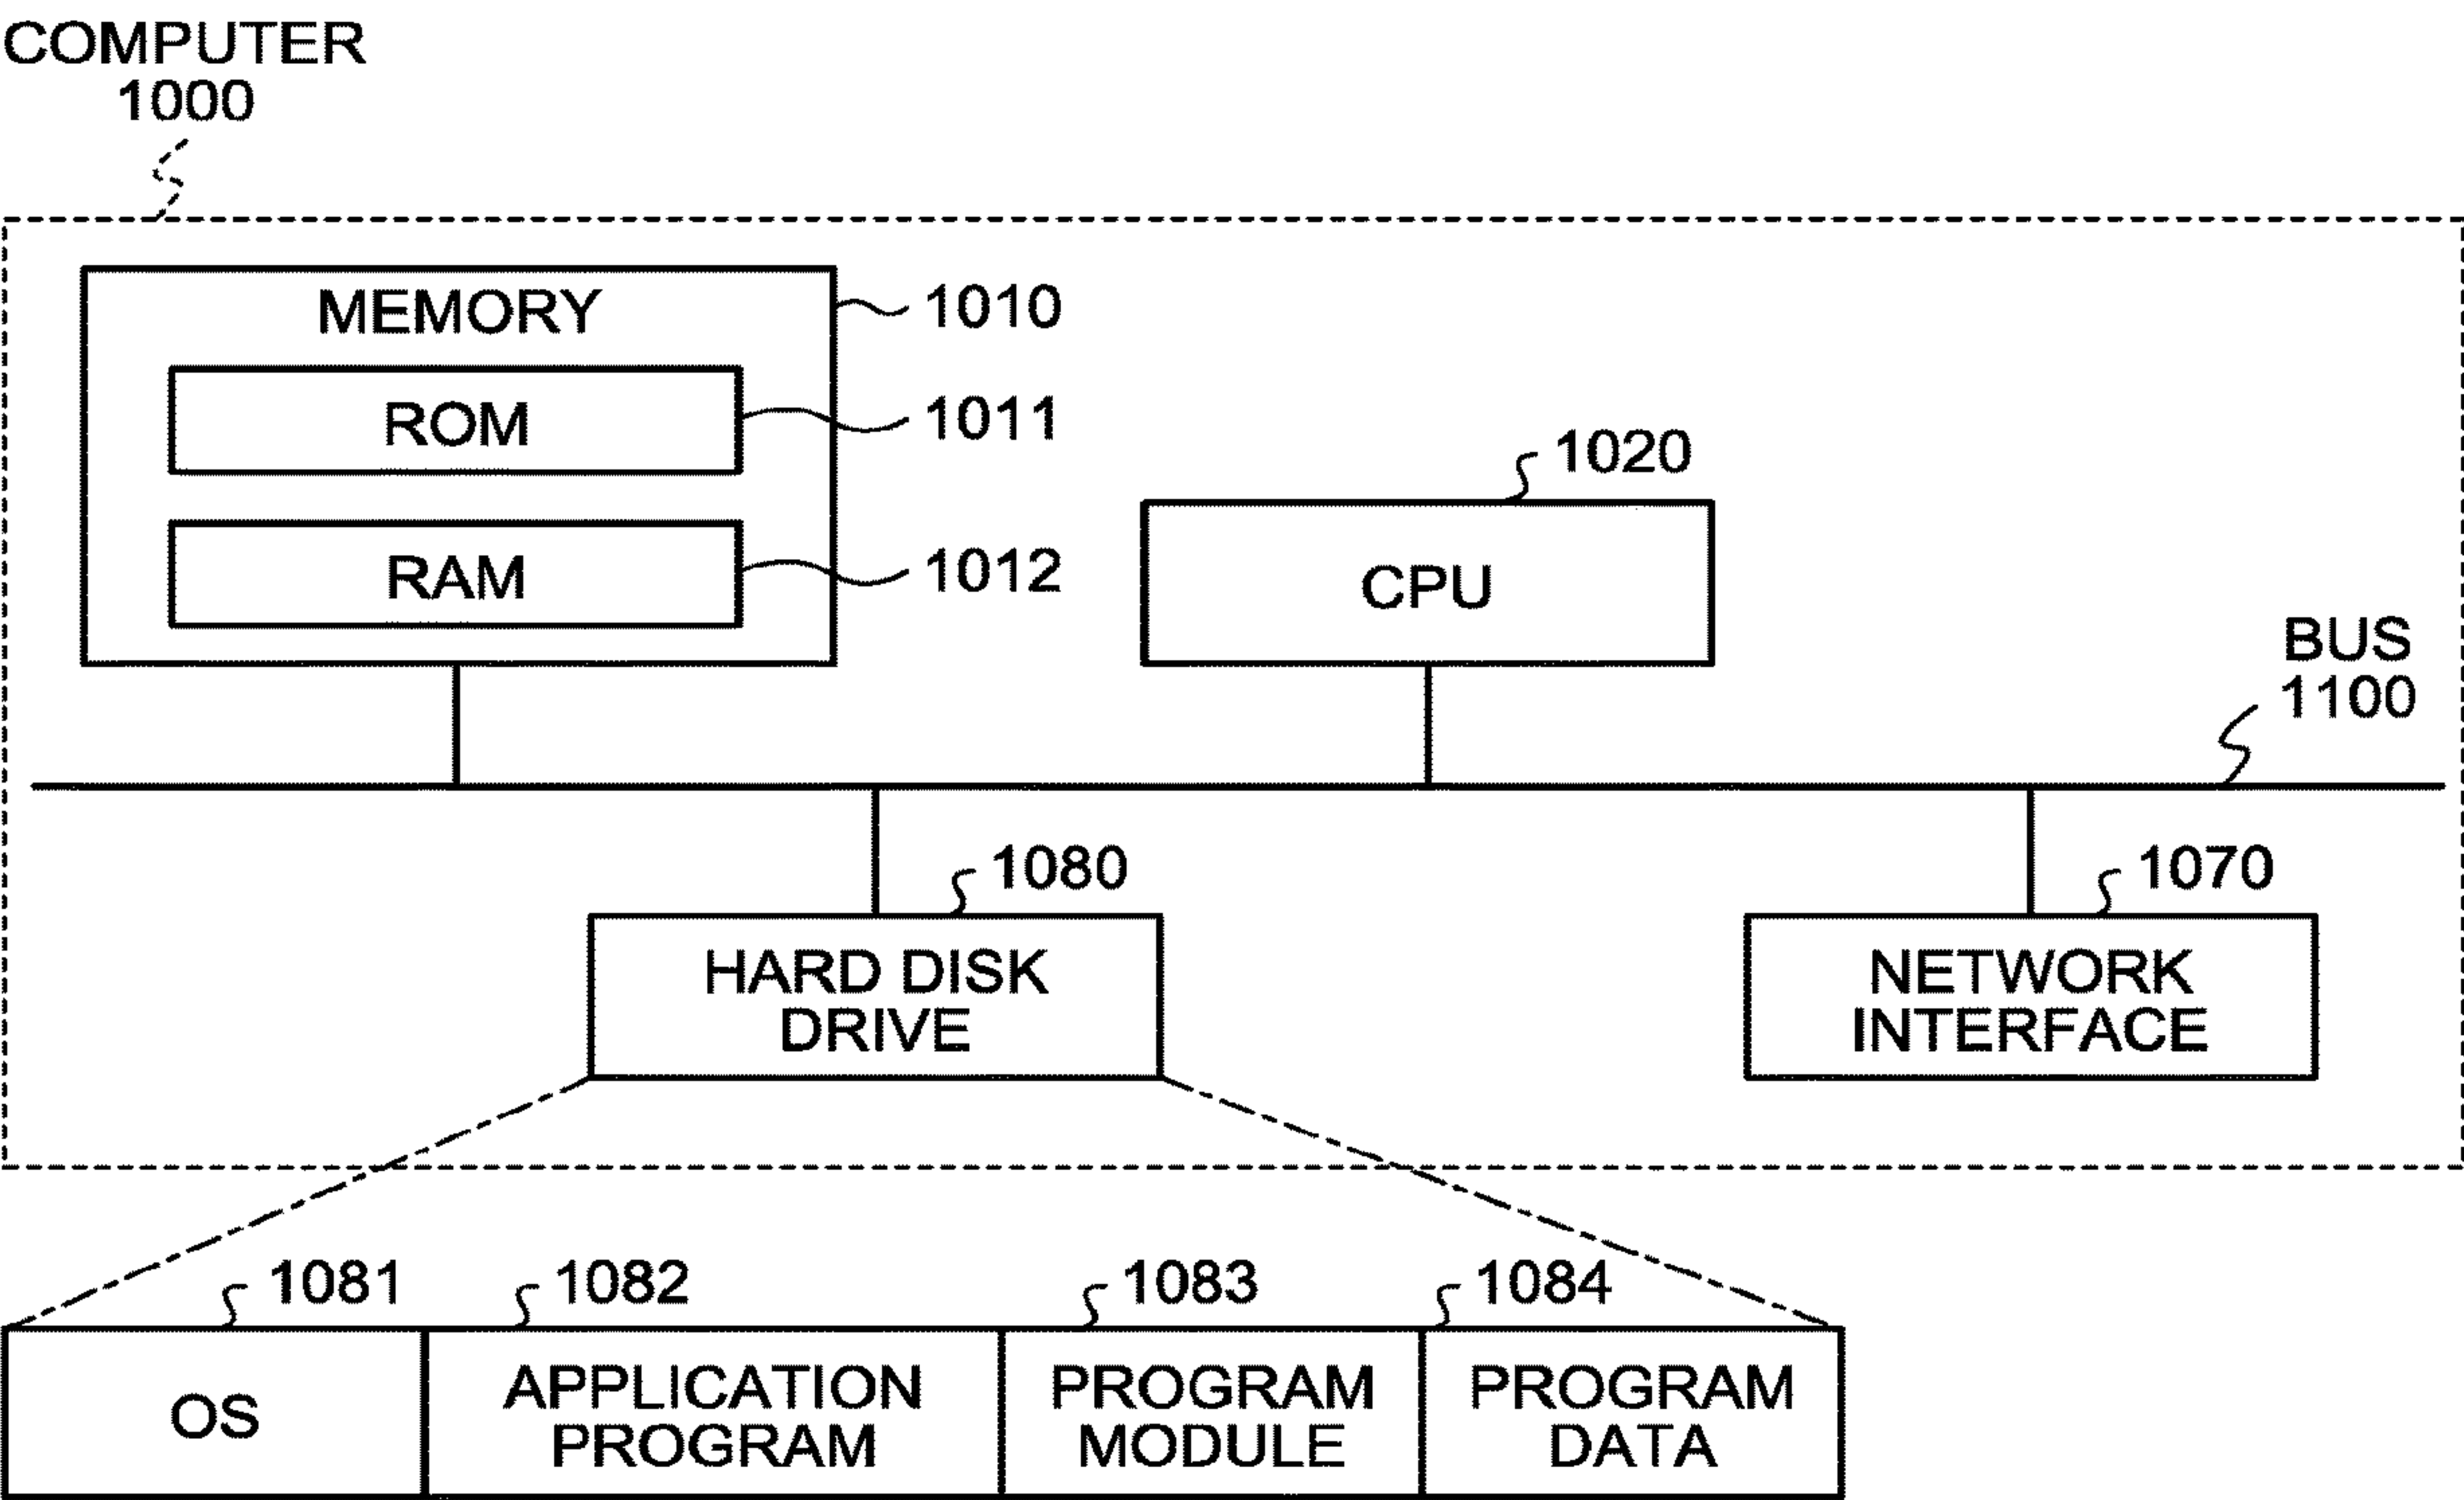 COMPUTER
1000
MEMORY
1010
ROM
1011
RAM
1012
1020
CPU
BUS
1100
1080
HARD DISK
DRIVE
1070
NETWORK
INTERFACE
1081
1082
1083
1084
OS
APPLICATION
PROGRAM
PROGRAM
MODULE
PROGRAM
DATA